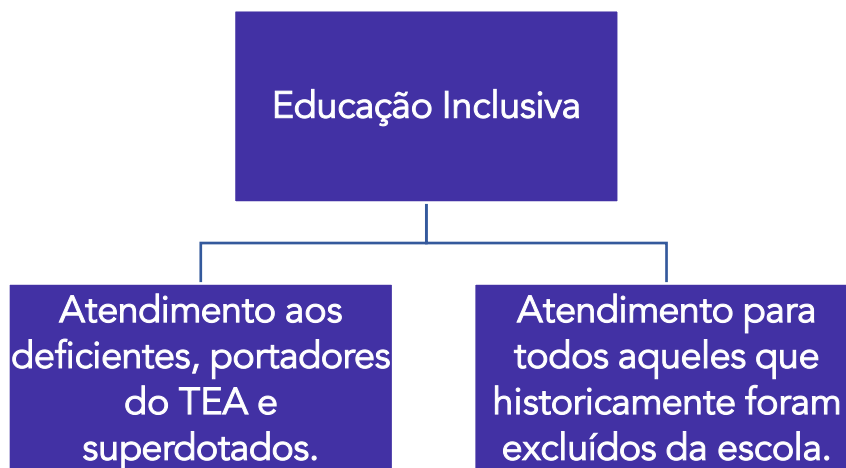 Educação Inclusiva
Atendimento aos
deficientes, portadores
do TEA e
superdotados.
Atendimento para
todos aqueles que
historicamente foram
excluídos da escola.